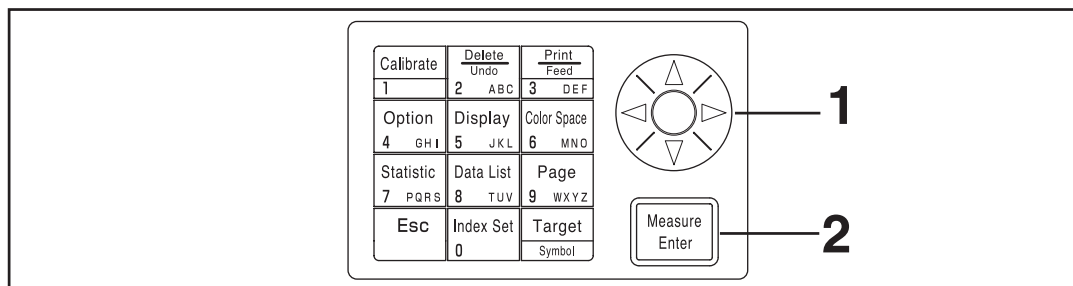 Calibrate
1
Delete
Undo
2 ABC
Print
Feed
3 DEF
Option
4 GHI
Display
5 JKL
Color Space
6 MNO
Statistic
7 PQRS
Data List
8 TUV
Page
9 WXYZ
Esc
Index Set
0
Target
Symbol
1
Measure
Enter
2